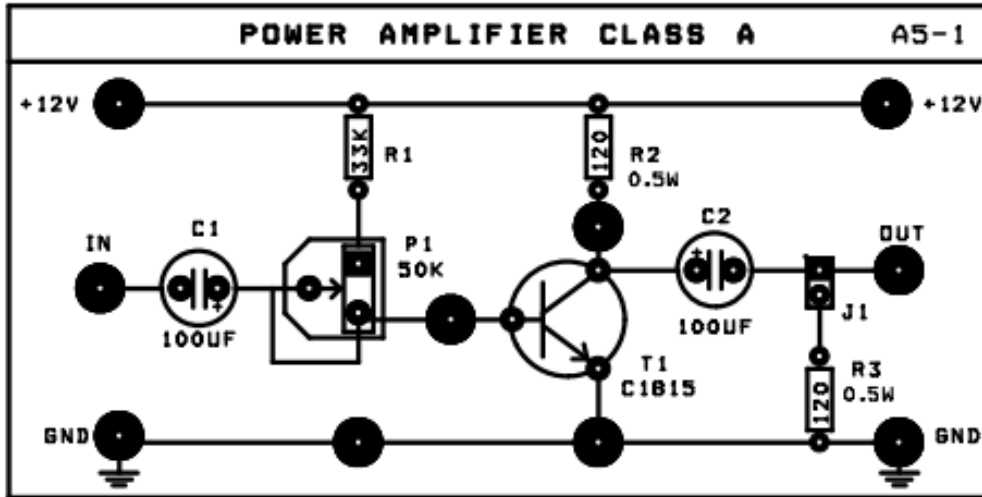 POWER AMPLIFIER CLASS A A5-1
+12V +12V
33K R1
120 R2
0.5W
C1
IN
P1
50K
C2
OUT
100UF
100UF
J1
T1
C1815
R3
120 0.5W
GND GND